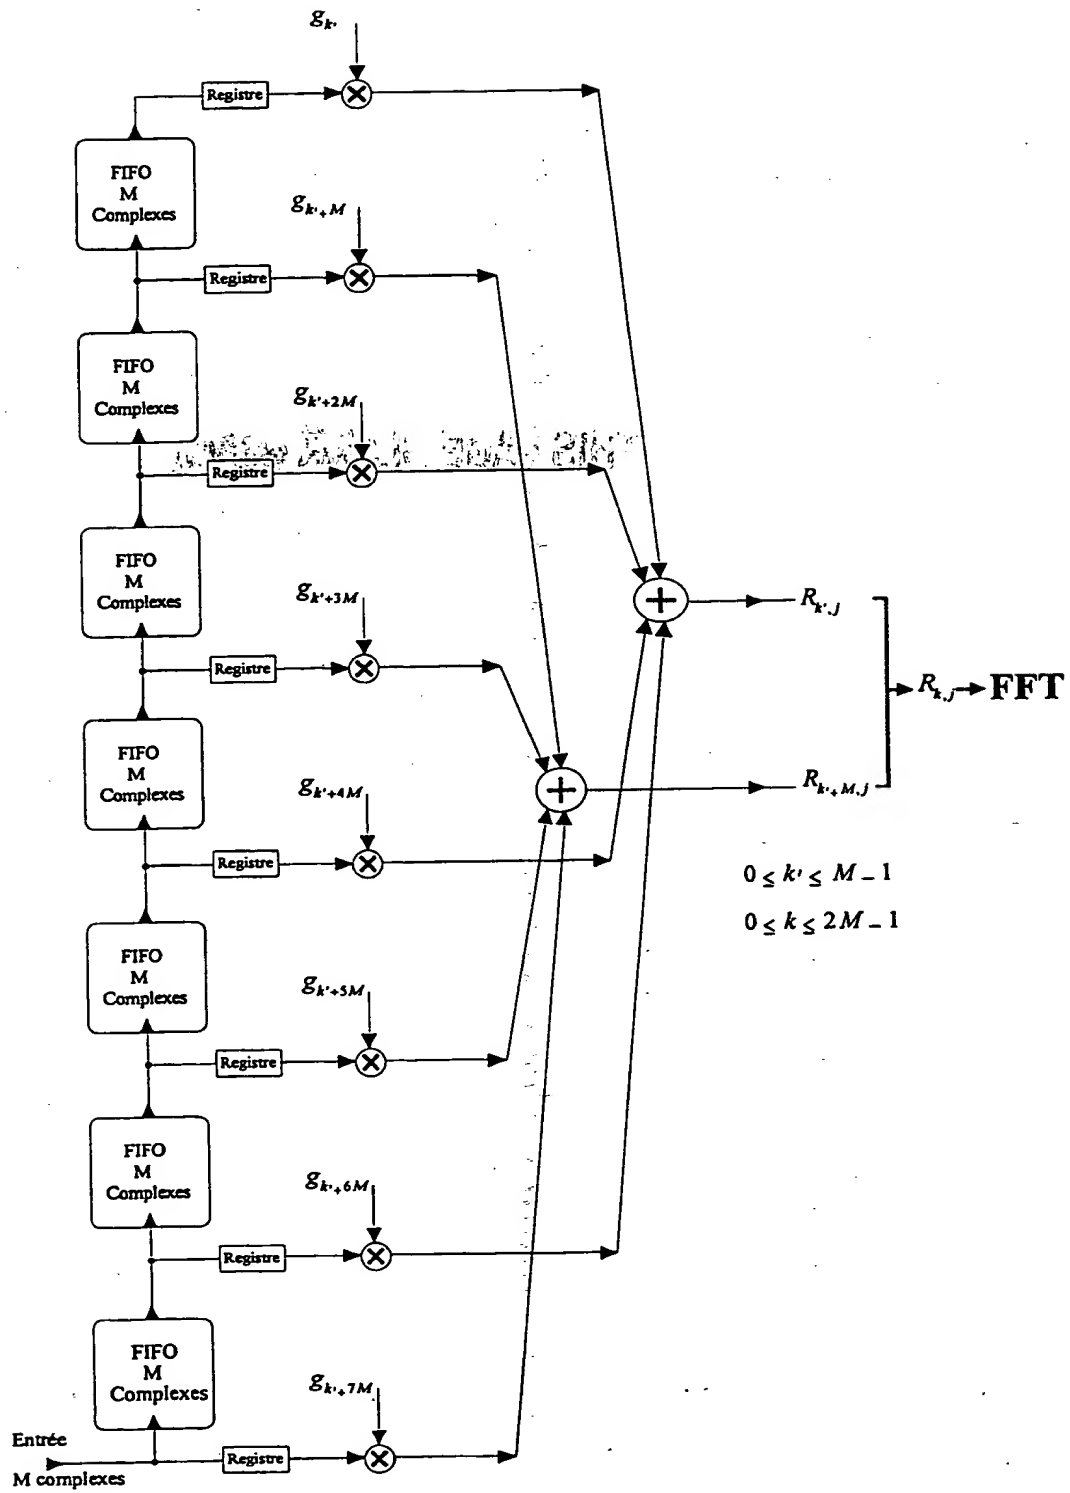 g_{k'}
Registre
FIFO
M
Complexes
g_{k'+M}
Registre
FIFO
M
Complexes
g_{k'+2M}
Registre
FIFO
M
Complexes
g_{k'+3M}
Registre
R_{k',j}
R_{k,j} FFT
FIFO
M
Complexes
g_{k'+4M}
R_{k'+M,j}
Registre
0 ≤ k' ≤ M - 1
0 ≤ k ≤ 2M - 1
FIFO
M
Complexes
g_{k'+5M}
Registre
FIFO
M
Complexes
g_{k'+6M}
Registre
FIFO
M
Complexes
g_{k'+7M}
Entrée
Registre
M complexes